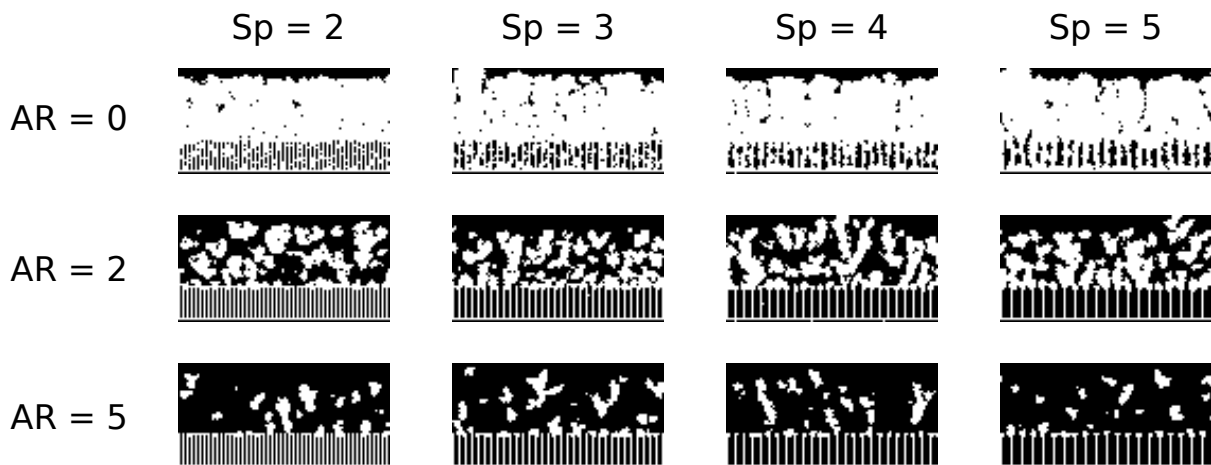 Sp = 2 Sp = 3 Sp = 4 Sp = 5
AR = 0
AR = 2
AR = 5